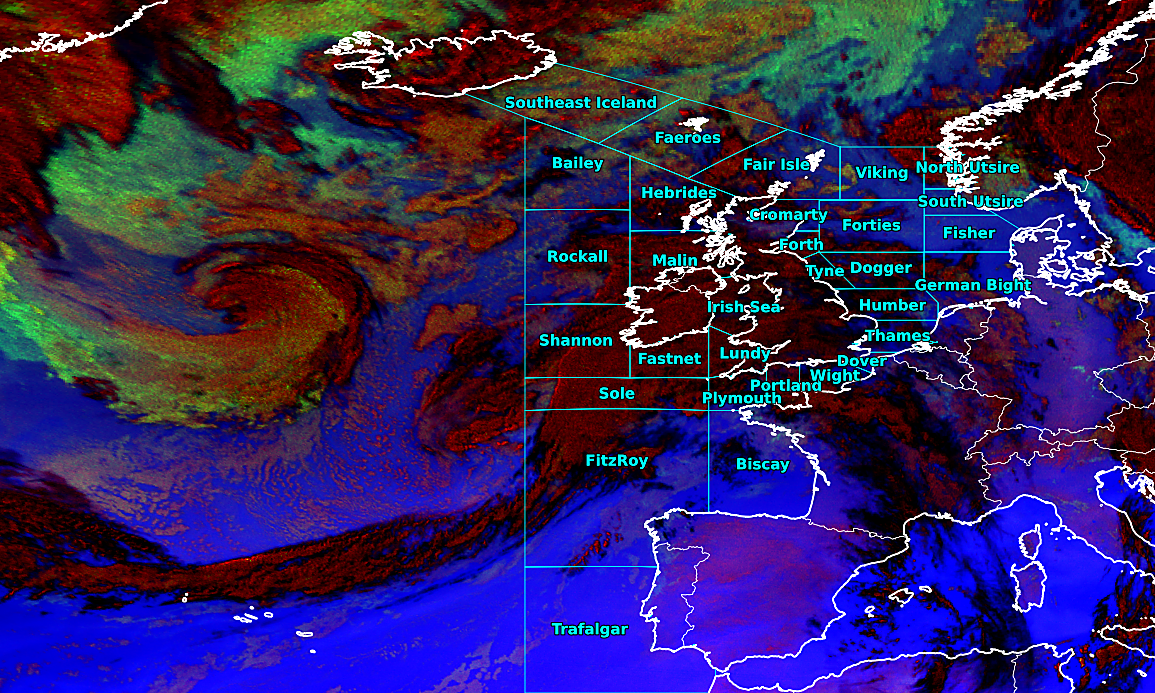 Southeast Iceland
Faeroes
Bailey
Fair Isle
Viking
North Utsire
Hebrides
South Utsire
Cromarty
Forties
Fisher
Forth
Rockall
Malin
Tyne
Dogger
German Bight
Irish Sea
Humber
Shannon
Thames
Fastnet
Lundy
Dover
Wight
Portland
Sole
Plymouth
FitzRoy
Biscay
Trafalgar